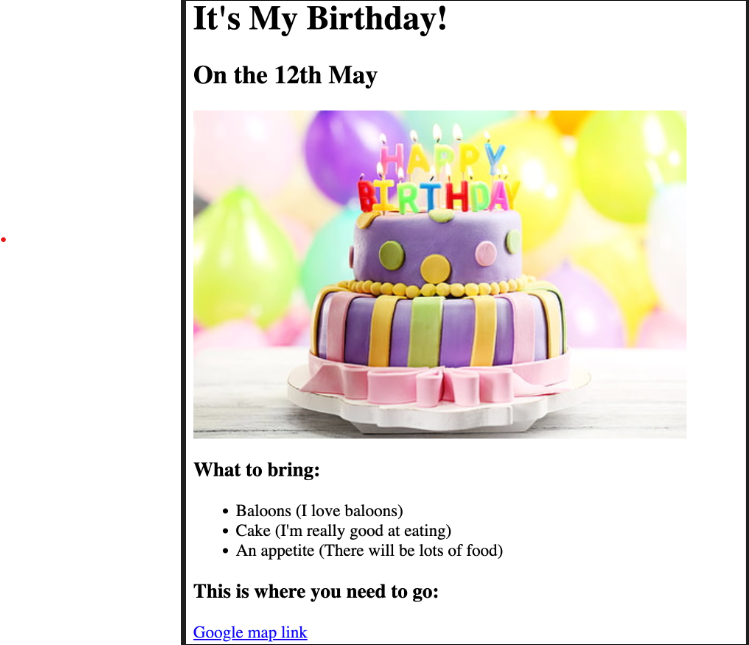 It's My Birthday!
On the 12th May
HAPPY
BIRTHDAY
What to bring:
Baloons (I love baloons)
Cake (I'm really good at eating)
An appetite (There will be lots of food)
This is where you need to go:
Google map link